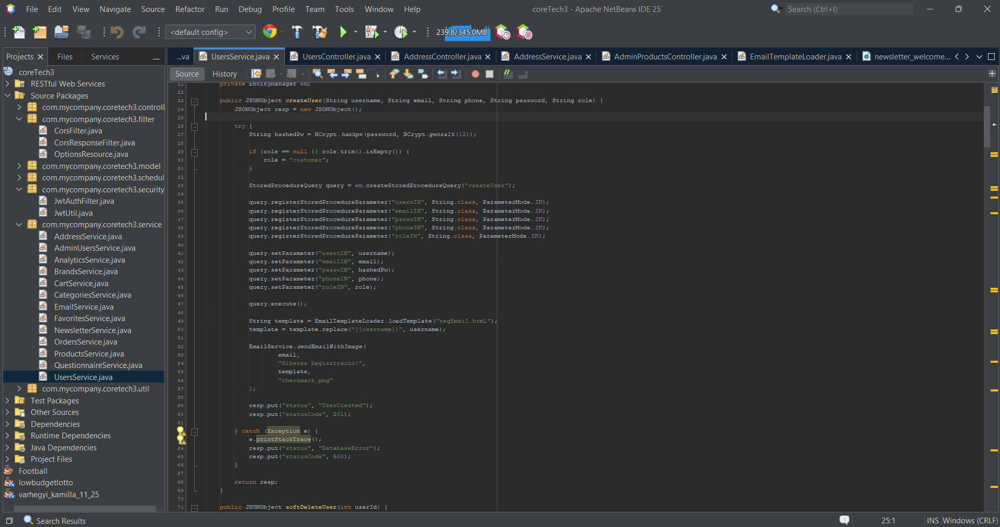 File Edit View Navigate Source Refactor Run Debug Profile Team Tools Window Help
coreTech3 - Apache NetBeans IDE 25
Search (Ctrl+I)
<default config>
239,8/345,0MB
Projects Files Services
...va UsersService.java UsersController.java AddressController.java AddressService.java AdminProductsController.java EmailTemplateLoader.java newsletter_welcome...
Source History
coreTech3
RESTful Web Services
Source Packages
com.mycompany.coretech3.controll
com.mycompany.coretech3.filter
CorsFilter.java
CorsResponseFilter.java
OptionsResource.java
com.mycompany.coretech3.model
com.mycompany.coretech3.schedul
com.mycompany.coretech3.security
JwtAuthFilter.java
JwtUtil.java
com.mycompany.coretech3.service
AddressService.java
AdminUsersService.java
AnalyticsService.java
BrandsService.java
CartService.java
CategoriesService.java
EmailService.java
FavoritesService.java
NewsletterService.java
OrdersService.java
ProductsService.java
QuestionnaireService.java
UsersService.java
com.mycompany.coretech3.util
Test Packages
Other Sources
Dependencies
Runtime Dependencies
Java Dependencies
Project Files
Football
lowbudgetlotto
varhegyi_kamilla_11_25
21 private EntityManager em;
22
23 public JSONObject createUser(String username, String email, String phone, String password, String role) {
24 JSONObject resp = new JSONObject();
25
26 try {
27 String hashedPw = BCrypt.hashpw(password, BCrypt.gensalt(12));
28
29 if (role == null || role.trim().isEmpty()) {
30 role = "customer";
31 }
32
33 StoredProcedureQuery query = em.createStoredProcedureQuery("createUser");
34
35 query.registerStoredProcedureParameter("usernIN", String.class, ParameterMode.IN);
36 query.registerStoredProcedureParameter("emailIN", String.class, ParameterMode.IN);
37 query.registerStoredProcedureParameter("passwIN", String.class, ParameterMode.IN);
38 query.registerStoredProcedureParameter("phoneIN", String.class, ParameterMode.IN);
39 query.registerStoredProcedureParameter("roleIN", String.class, ParameterMode.IN);
40
41 query.setParameter("usernIN", username);
42 query.setParameter("emailIN", email);
43 query.setParameter("passwIN", hashedPw);
44 query.setParameter("phoneIN", phone);
45 query.setParameter("roleIN", role);
46
47 query.execute();
48
49 String template = EmailTemplateLoader.loadTemplate("regEmail.html");
50 template = template.replace("{{username}}", username);
51
52 EmailService.sendEmailWithImage(
53 email,
54 "Sikeres Regisztráció!",
55 template,
56 "checkmark.png"
57 );
58
59 resp.put("status", "UserCreated");
60 resp.put("statusCode", 201);
61
} catch (Exception e) {
e.printStackTrace();
64 resp.put("status", "DatabaseError");
65 resp.put("statusCode", 500);
66 }
67
68 return resp;
69 }
70
71 public JSONObject softDeleteUser(int userId) {
Search Results
1
25:1
INS Windows (CRLF)